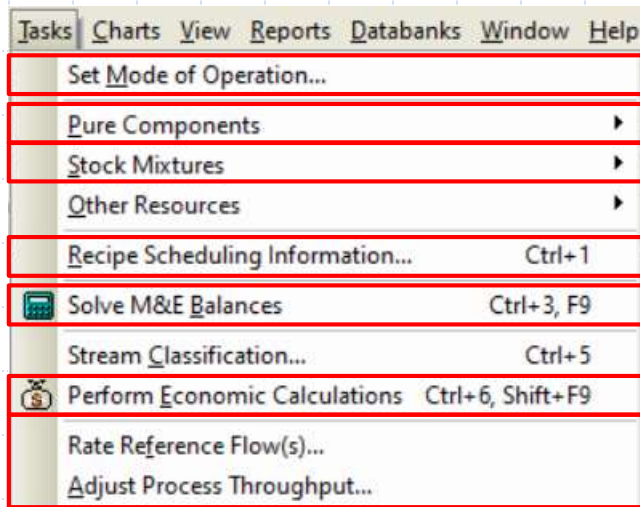 Tasks Charts View Reports Databanks Window Help
Set Mode of Operation...
Pure Components
Stock Mixtures
Other Resources
Recipe Scheduling Information... Ctrl+1
Solve M&E Balances Ctrl+3, F9
Stream Classification... Ctrl+5
Perform Economic Calculations Ctrl+6, Shift+F9
Rate Reference Flow(s)...
Adjust Process Throughput...